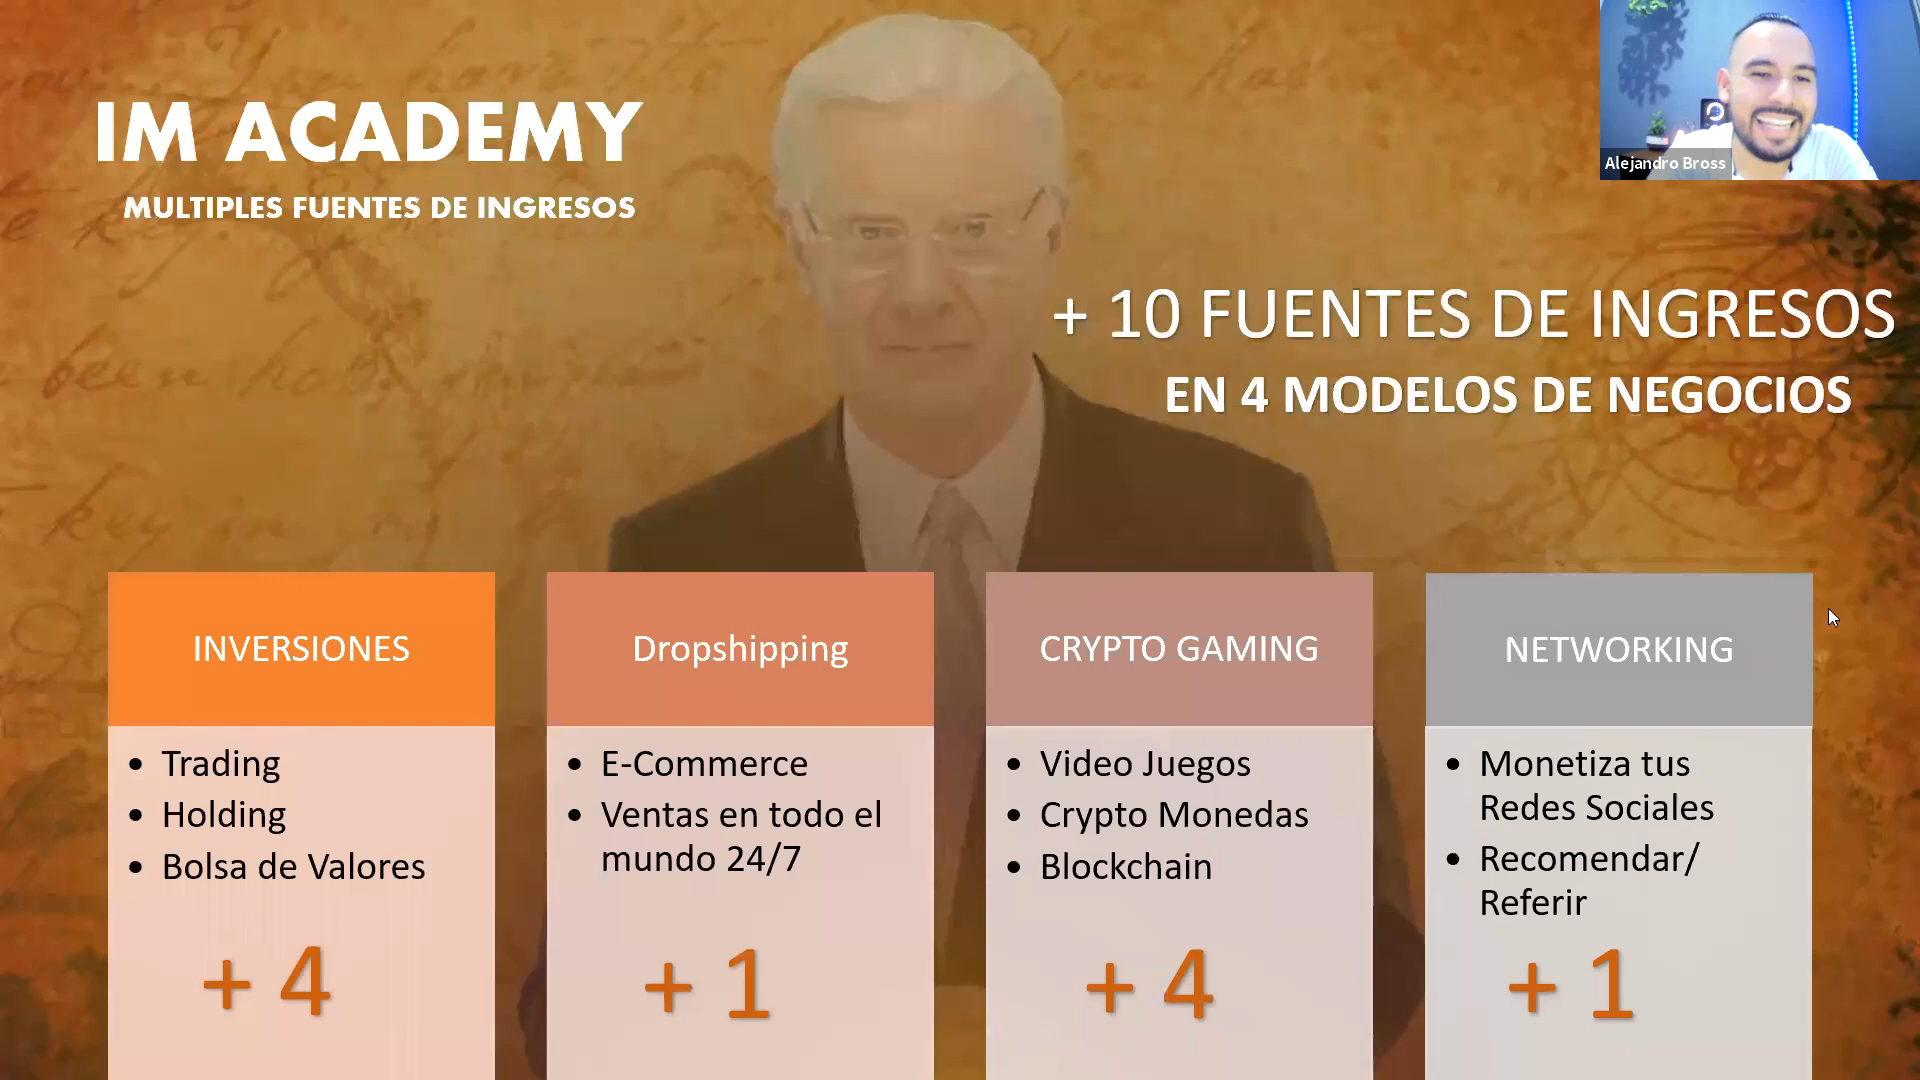 IM ACADEMY
MULTIPLES FUENTES DE INGRESOS
Alejandro Bross
+ 10 FUENTES DE INGRESOS
EN 4 MODELOS DE NEGOCIOS
INVERSIONES
• Trading
• Holding
• Bolsa de Valores
+ 4
Dropshipping
• E-Commerce
• Ventas en todo el
mundo 24/7
+ 1
CRYPTO GAMING
• Video Juegos
• Crypto Monedas
• Blockchain
+ 4
NETWORKING
• Monetiza tus
Redes Sociales
• Recomendar/
Referir
+ 1